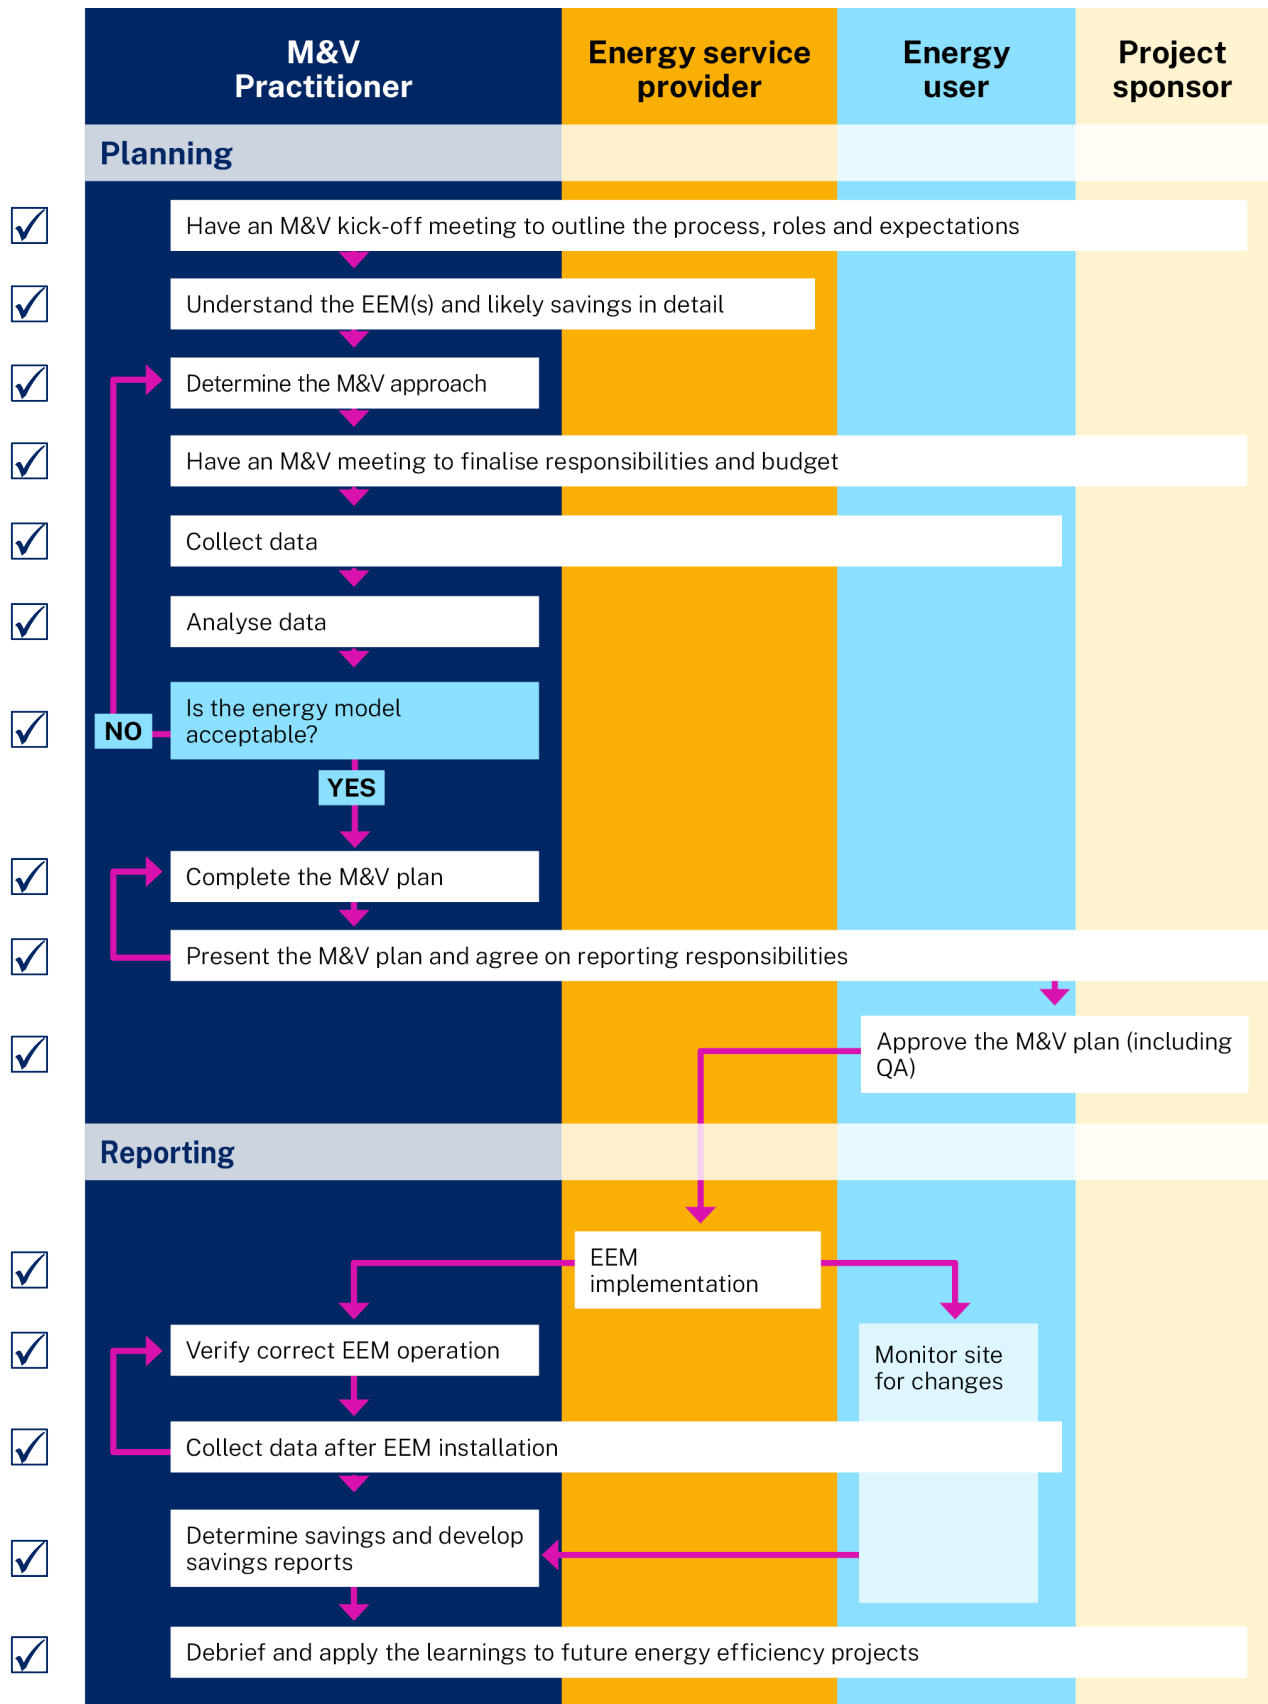 M&V
Practitioner
Energy service
provider
Energy
user
Project
sponsor
Planning
Have an M&V kick-off meeting to outline the process, roles and expectations
Understand the EEM(s) and likely savings in detail
Determine the M&V approach
Have an M&V meeting to finalise responsibilities and budget
Collect data
Analyse data
Is the energy model
acceptable?
NO
YES
Complete the M&V plan
Present the M&V plan and agree on reporting responsibilities
Approve the M&V plan (including
QA)
Reporting
EEM
implementation
Verify correct EEM operation
Monitor site
for changes
Collect data after EEM installation
Determine savings and develop
savings reports
Debrief and apply the learnings to future energy efficiency projects